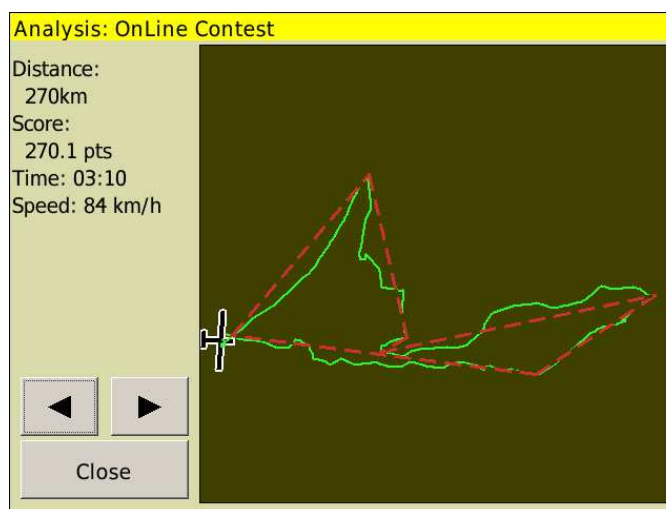 Analysis: OnLine Contest
Distance:
270km
Score:
270.1 pts
Time: 03:10
Speed: 84 km/h
Close